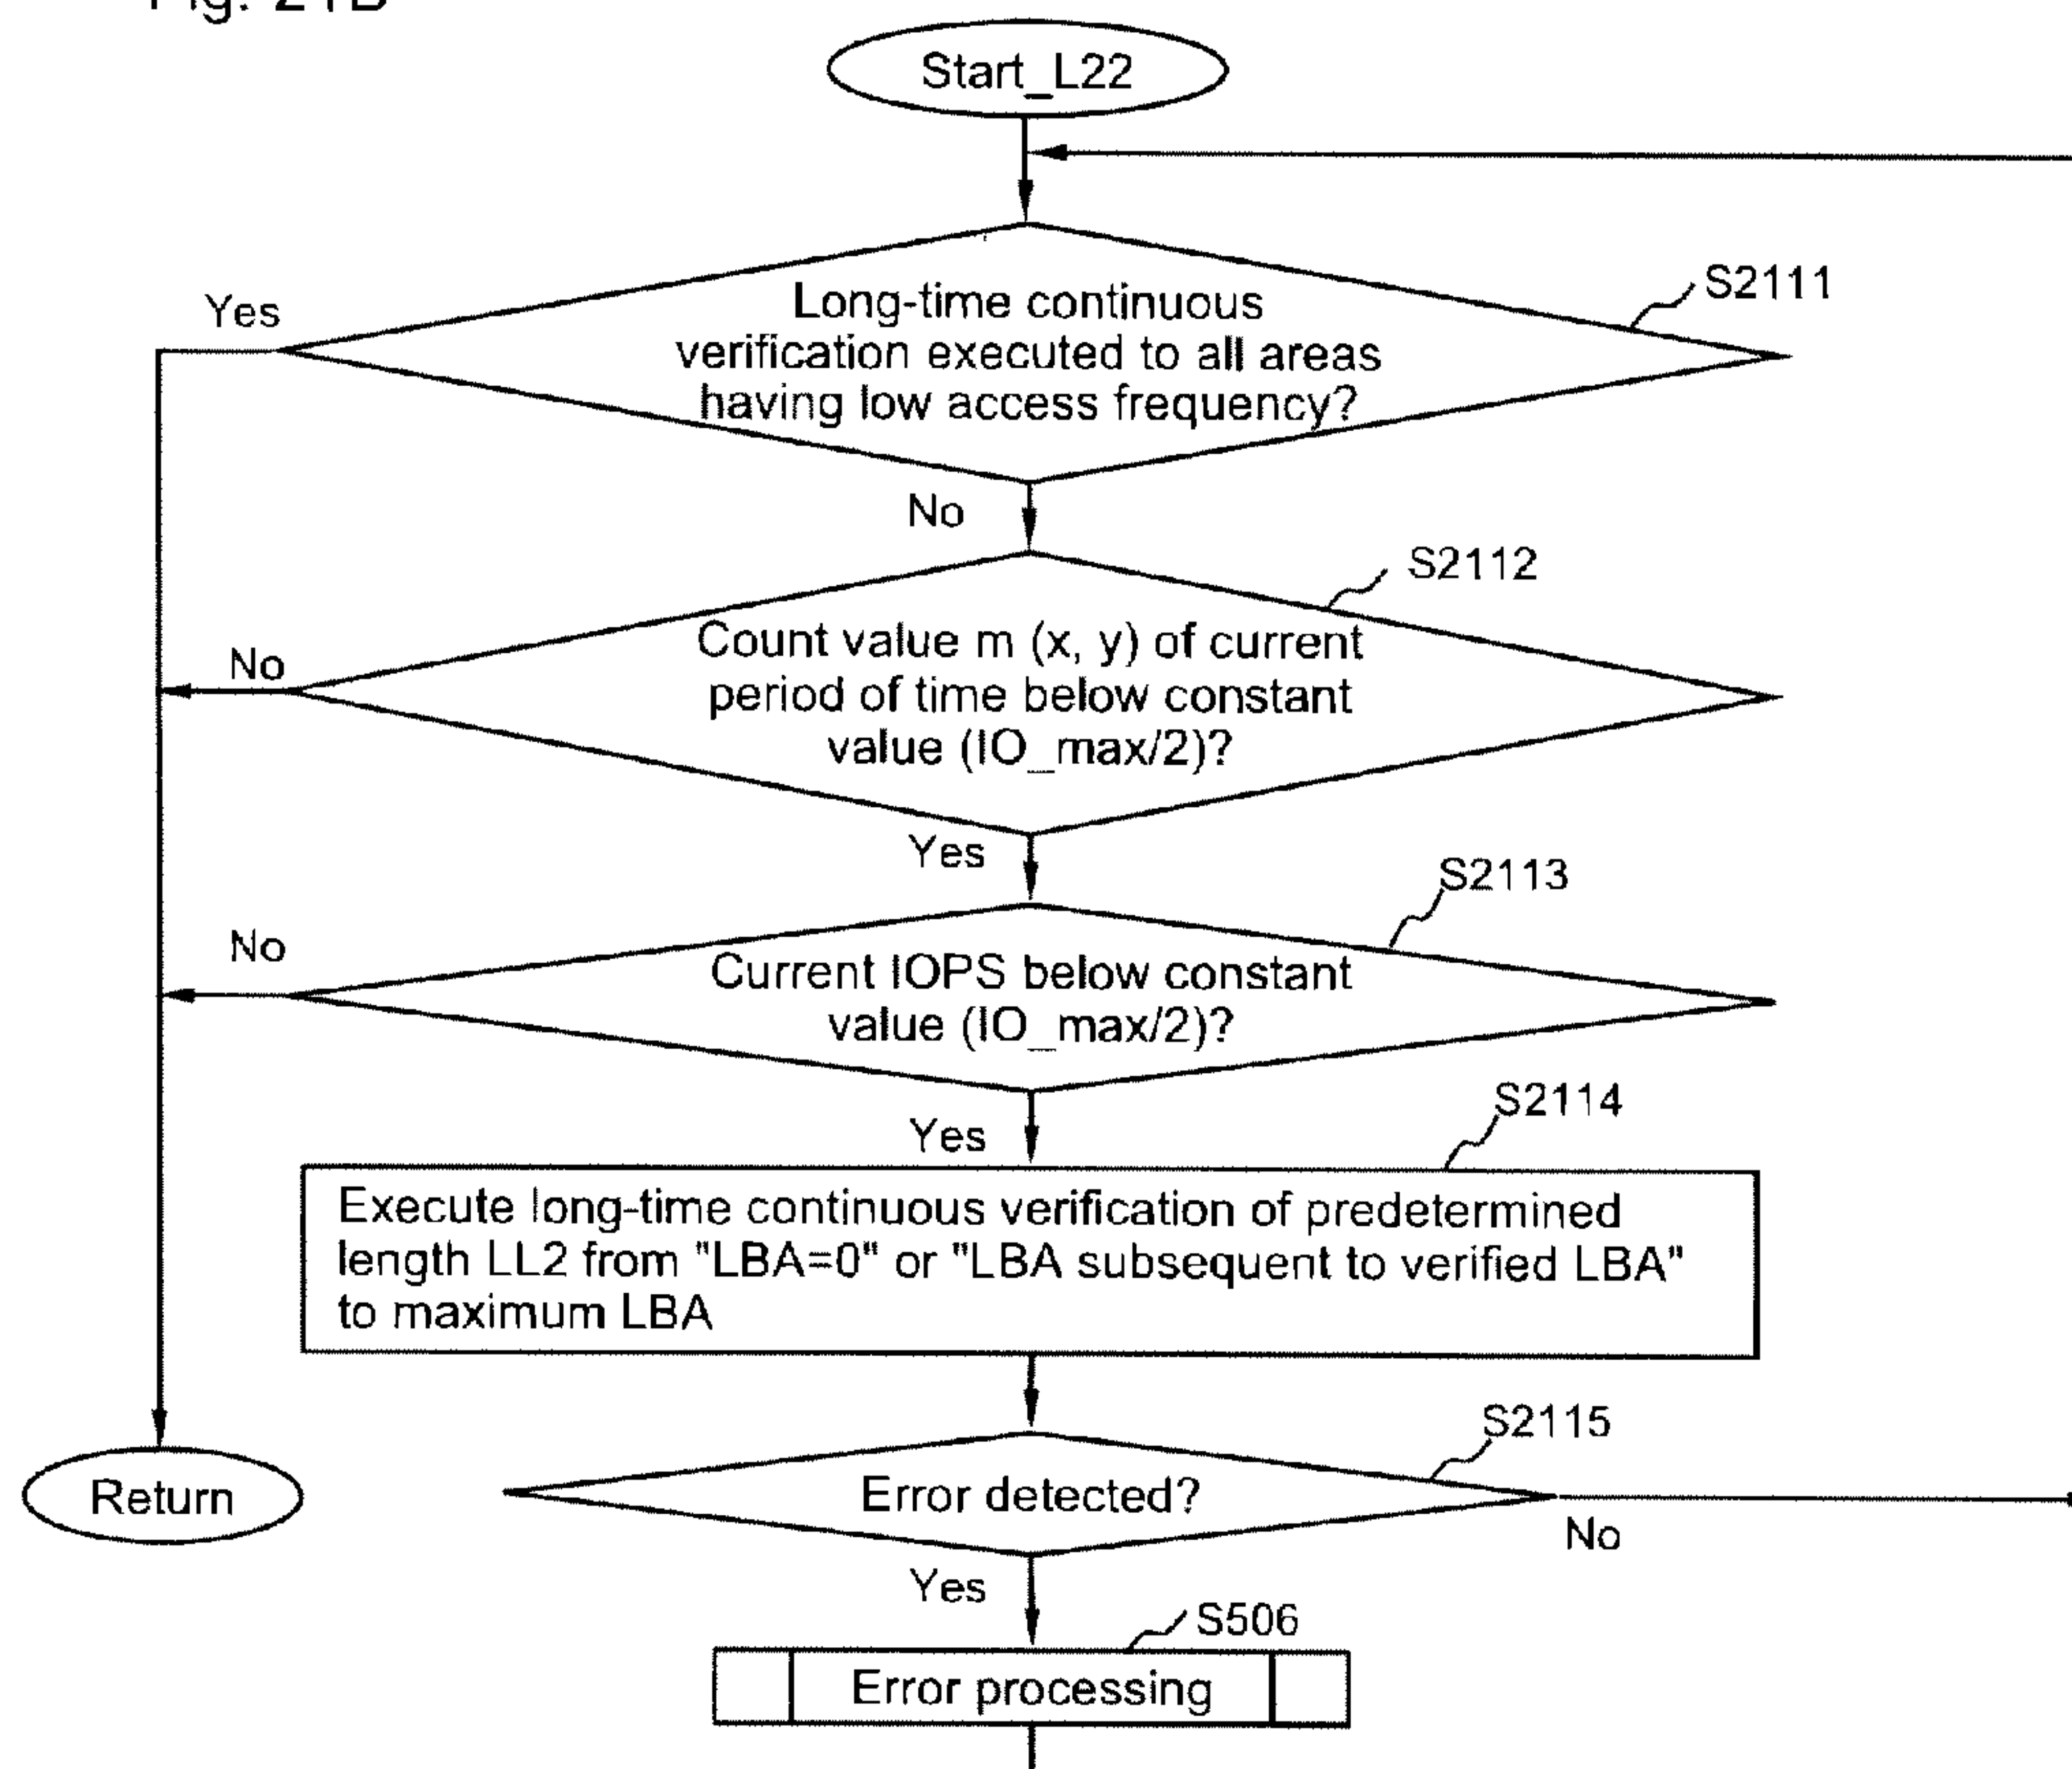 Fig. 21B
Start_L22
S2111
Yes
Long-time continuous
verification executed to all areas
having low access frequency?
No
S2112
No
Count value m (x, y) of current
period of time below constant
value (IO_max/2)?
Yes
S2113
No
Current IOPS below constant
value (IO_max/2)?
Yes
S2114
Execute long-time continuous verification of predetermined
length LL2 from "LBA=0" or "LBA subsequent to verified LBA"
to maximum LBA
S2115
Return
Error detected?
No
Yes
S506
Error processing